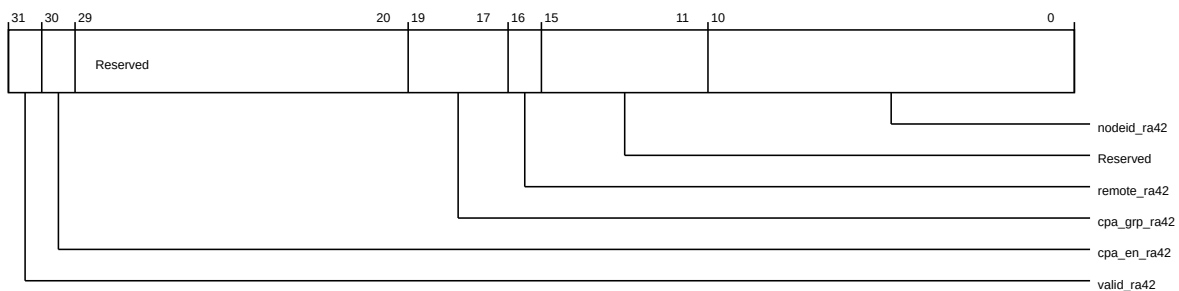 31 30 29 20 19 17 16 15 11 10 0
Reserved
nodeid_ra42
Reserved
remote_ra42
cpa_grp_ra42
cpa_en_ra42
valid_ra42